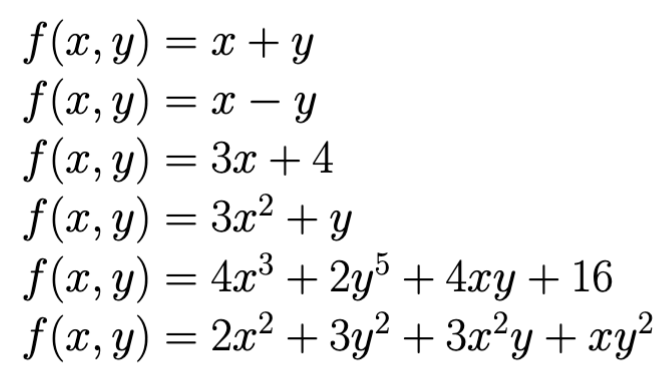 f(x, y) = x + y
f(x, y) = x − y
f(x, y) = 3x + 4
f(x, y) = 3x² + y
f(x, y) = 4x³ + 2y⁵ + 4xy + 16
f(x, y) = 2x² + 3y² + 3x²y + xy²